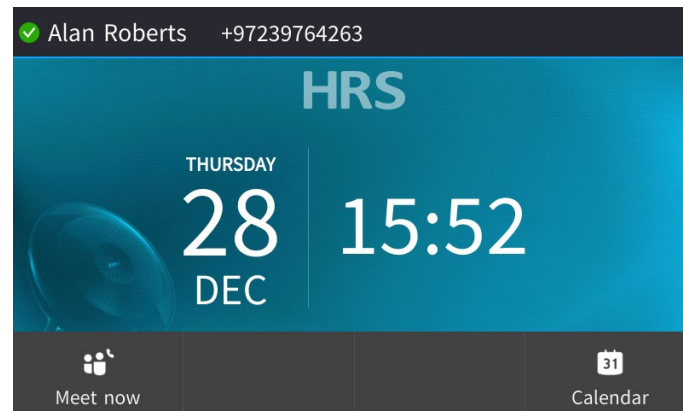 Alan Roberts +97239764263
HRS
THURSDAY
28
DEC
15:52
31
Meet now
Calendar